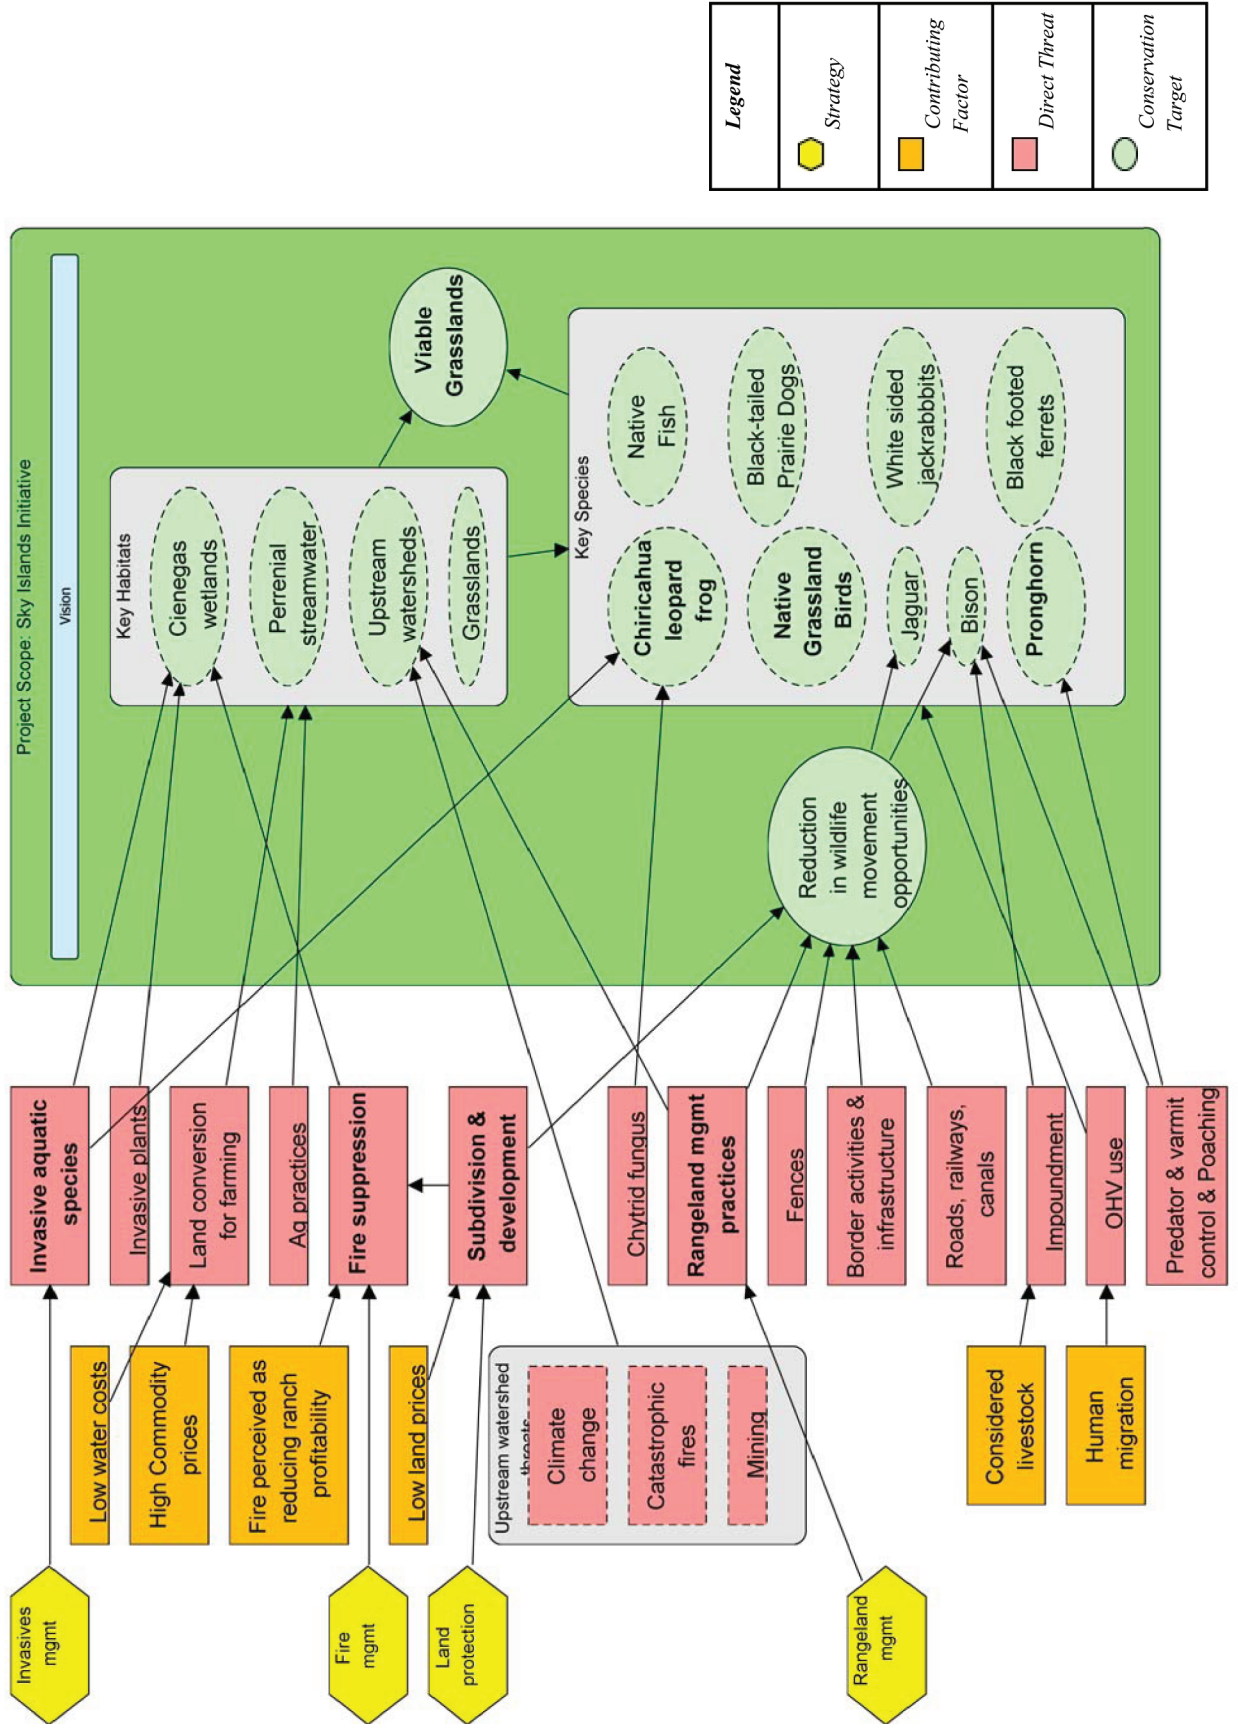 Project Scope: Sky Islands Initiative
Vision
Invasives
mgmt
Fire
mgmt
Land
protection
Rangeland
mgmt
Low water costs
High Commodity
prices
Fire perceived as
reducing ranch
profitability
Low land prices
Upstream watershed
threats
Climate
change
Catastrophic
fires
Mining
Considered
livestock
Human
migration
Invasive aquatic
species
Invasive plants
Land conversion
for farming
Aq practices
Fire suppression
Subdivision &
development
Chytrid fungus
Rangeland mgmt
practices
Fences
Border activities &
infrastructure
Roads, railways,
canals
Impoundment
OHV use
Predator & varmit
control & Poaching
Reduction
in wildlife
movement
opportunities
Key Habitats
Cienegas
wetlands
Perrenial
streamwater
Upstream
watersheds
Grasslands
Viable
Grasslands
Key Species
Chiricahua
leopard
frog
Native
Fish
Native
Grassland
Birds
Black-tailed
Prairie Dogs
Jaguar
White sided
jackrabbbits
Bison
Pronghorn
Black footed
ferrets
Legend
Strategy
Contributing
Factor
Direct Threat
Conservation
Target